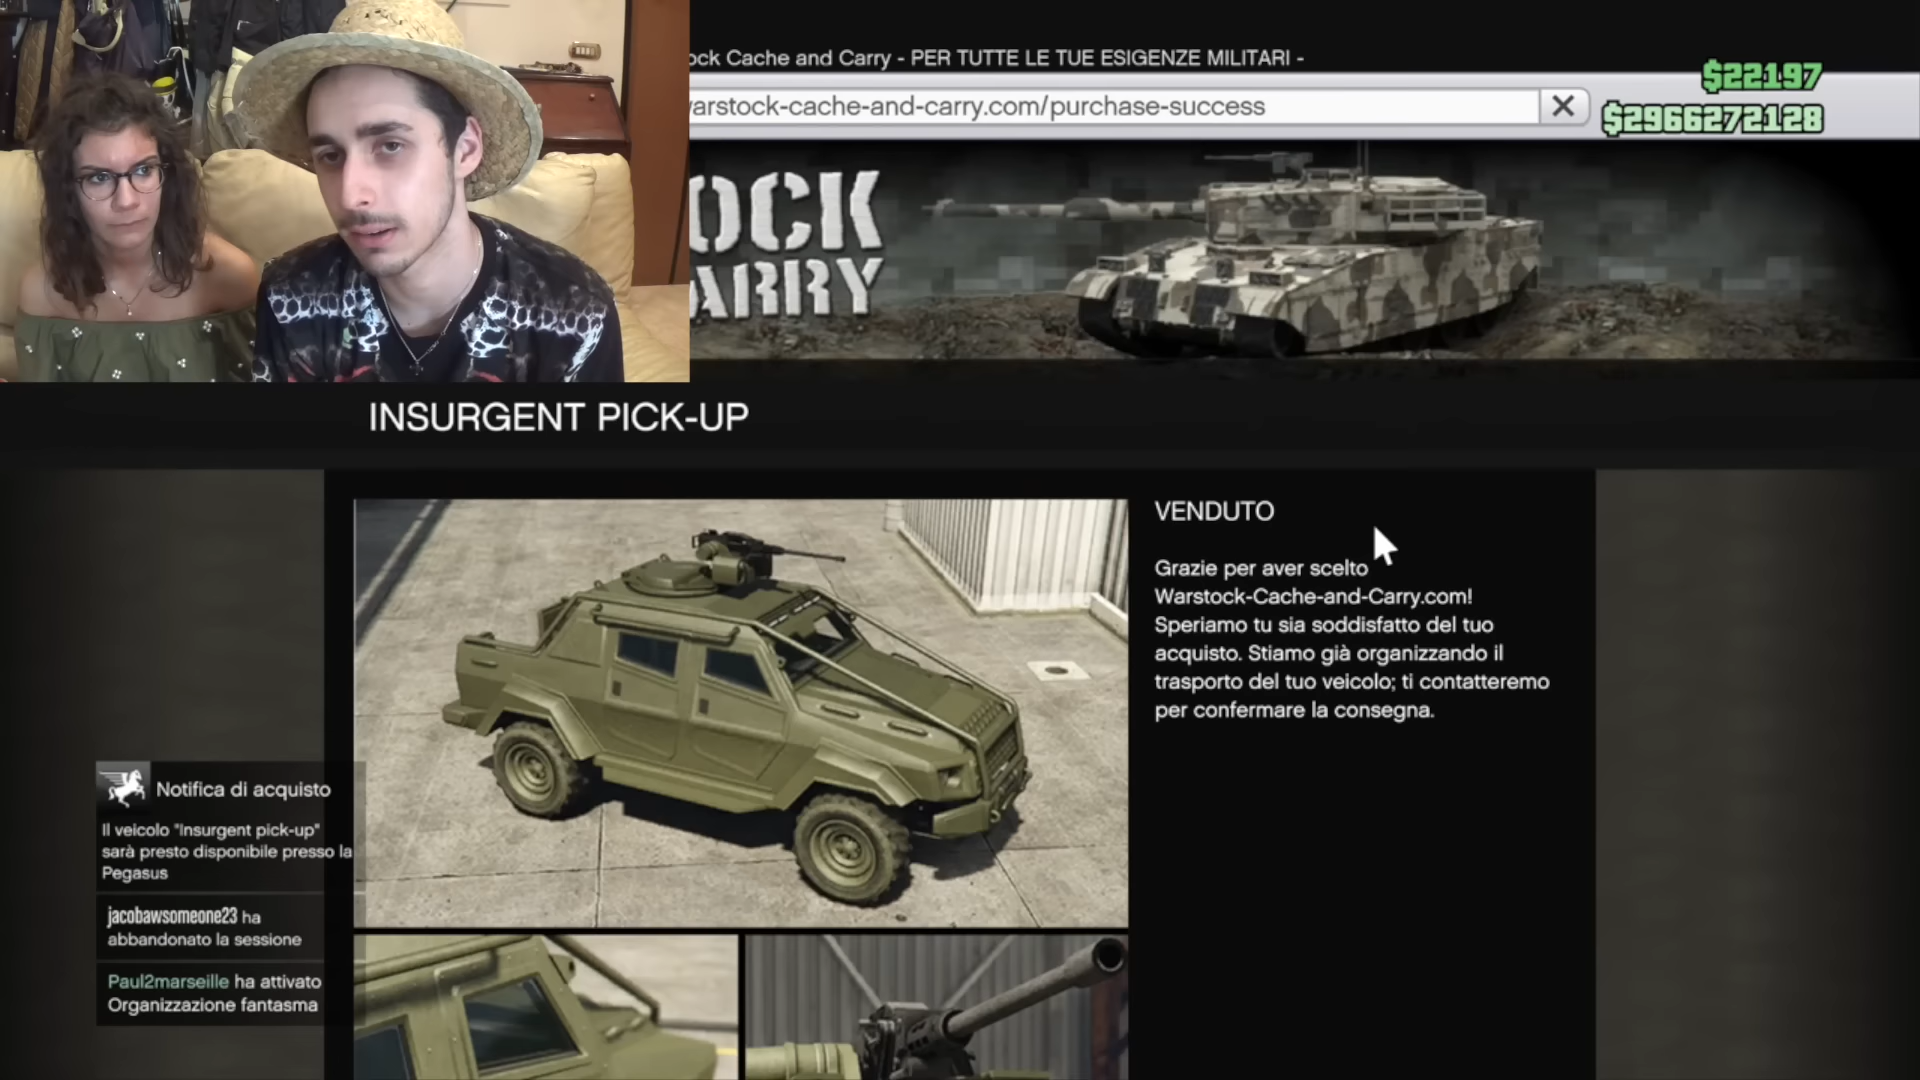 ock Cache and Carry - PER TUTTE LE TUE ESIGENZE MILITARI -
$22197
warstock-cache-and-carry.com/purchase-success
$2966272128
OCK
ARRY
INSURGENT PICK-UP
VENDUTO
Grazie per aver scelto
Warstock-Cache-and-Carry.com!
Speriamo tu sia soddisfatto del tuo
acquisto. Stiamo già organizzando il
trasporto del tuo veicolo; ti contatteremo
per confermare la consegna.
Notifica di acquisto
Il veicolo "Insurgent pick-up"
sarà presto disponibile presso la
Pegasus
jacobawsomeone23 ha
abbandonato la sessione
Paul2marseille ha attivato
Organizzazione fantasma